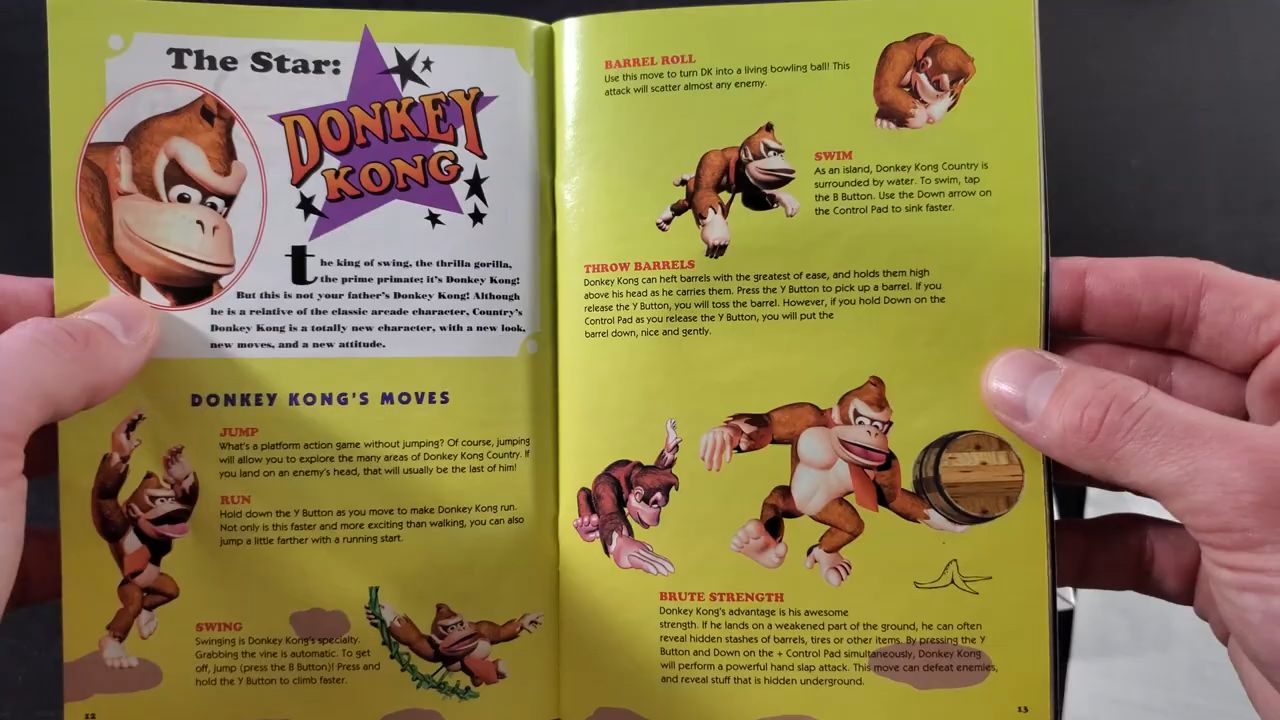 The Star:
DONKEY
KONG
the king of swing, the thrilla gorilla,
the prime primate; it's Donkey Kong!
But this is not your father's Donkey Kong! Although
he is a relative of the classic arcade character, Country's
Donkey Kong is a totally new character, with a new look,
new moves, and a new attitude.
DONKEY KONG'S MOVES
JUMP
What's a platform action game without jumping? Of course, jumping
will allow you to explore the many areas of Donkey Kong Country. If
you land on an enemy's head, that will usually be the last of him!
RUN
Hold down the Y Button as you move to make Donkey Kong run.
Not only is this faster and more exciting than walking, you can also
jump a little farther with a running start.
SWING
Swinging is Donkey Kong's specialty.
Grabbing the vine is automatic. To get
off, jump (press the B Button)! Press and
hold the Y Button to climb faster.
12
BARREL ROLL
Use this move to turn DK into a living bowling ball! This
attack will scatter almost any enemy.
SWIM
As an island, Donkey Kong Country is
surrounded by water. To swim, tap
the B Button. Use the Down arrow on
the Control Pad to sink faster.
THROW BARRELS
Donkey Kong can heft barrels with the greatest of ease, and holds them high
above his head as he carries them. Press the Y Button to pick up a barrel. If you
release the Y Button, you will toss the barrel. However, if you hold Down on the
Control Pad as you release the Y Button, you will put the
barrel down, nice and gently.
BRUTE STRENGTH
Donkey Kong's advantage is his awesome
strength. If he lands on a weakened part of the ground, he can often
reveal hidden stashes of barrels, tires or other items. By pressing the Y
Button and Down on the + Control Pad simultaneously, Donkey Kong
will perform a powerful hand slap attack. This move can defeat enemies,
and reveal stuff that is hidden underground.
13